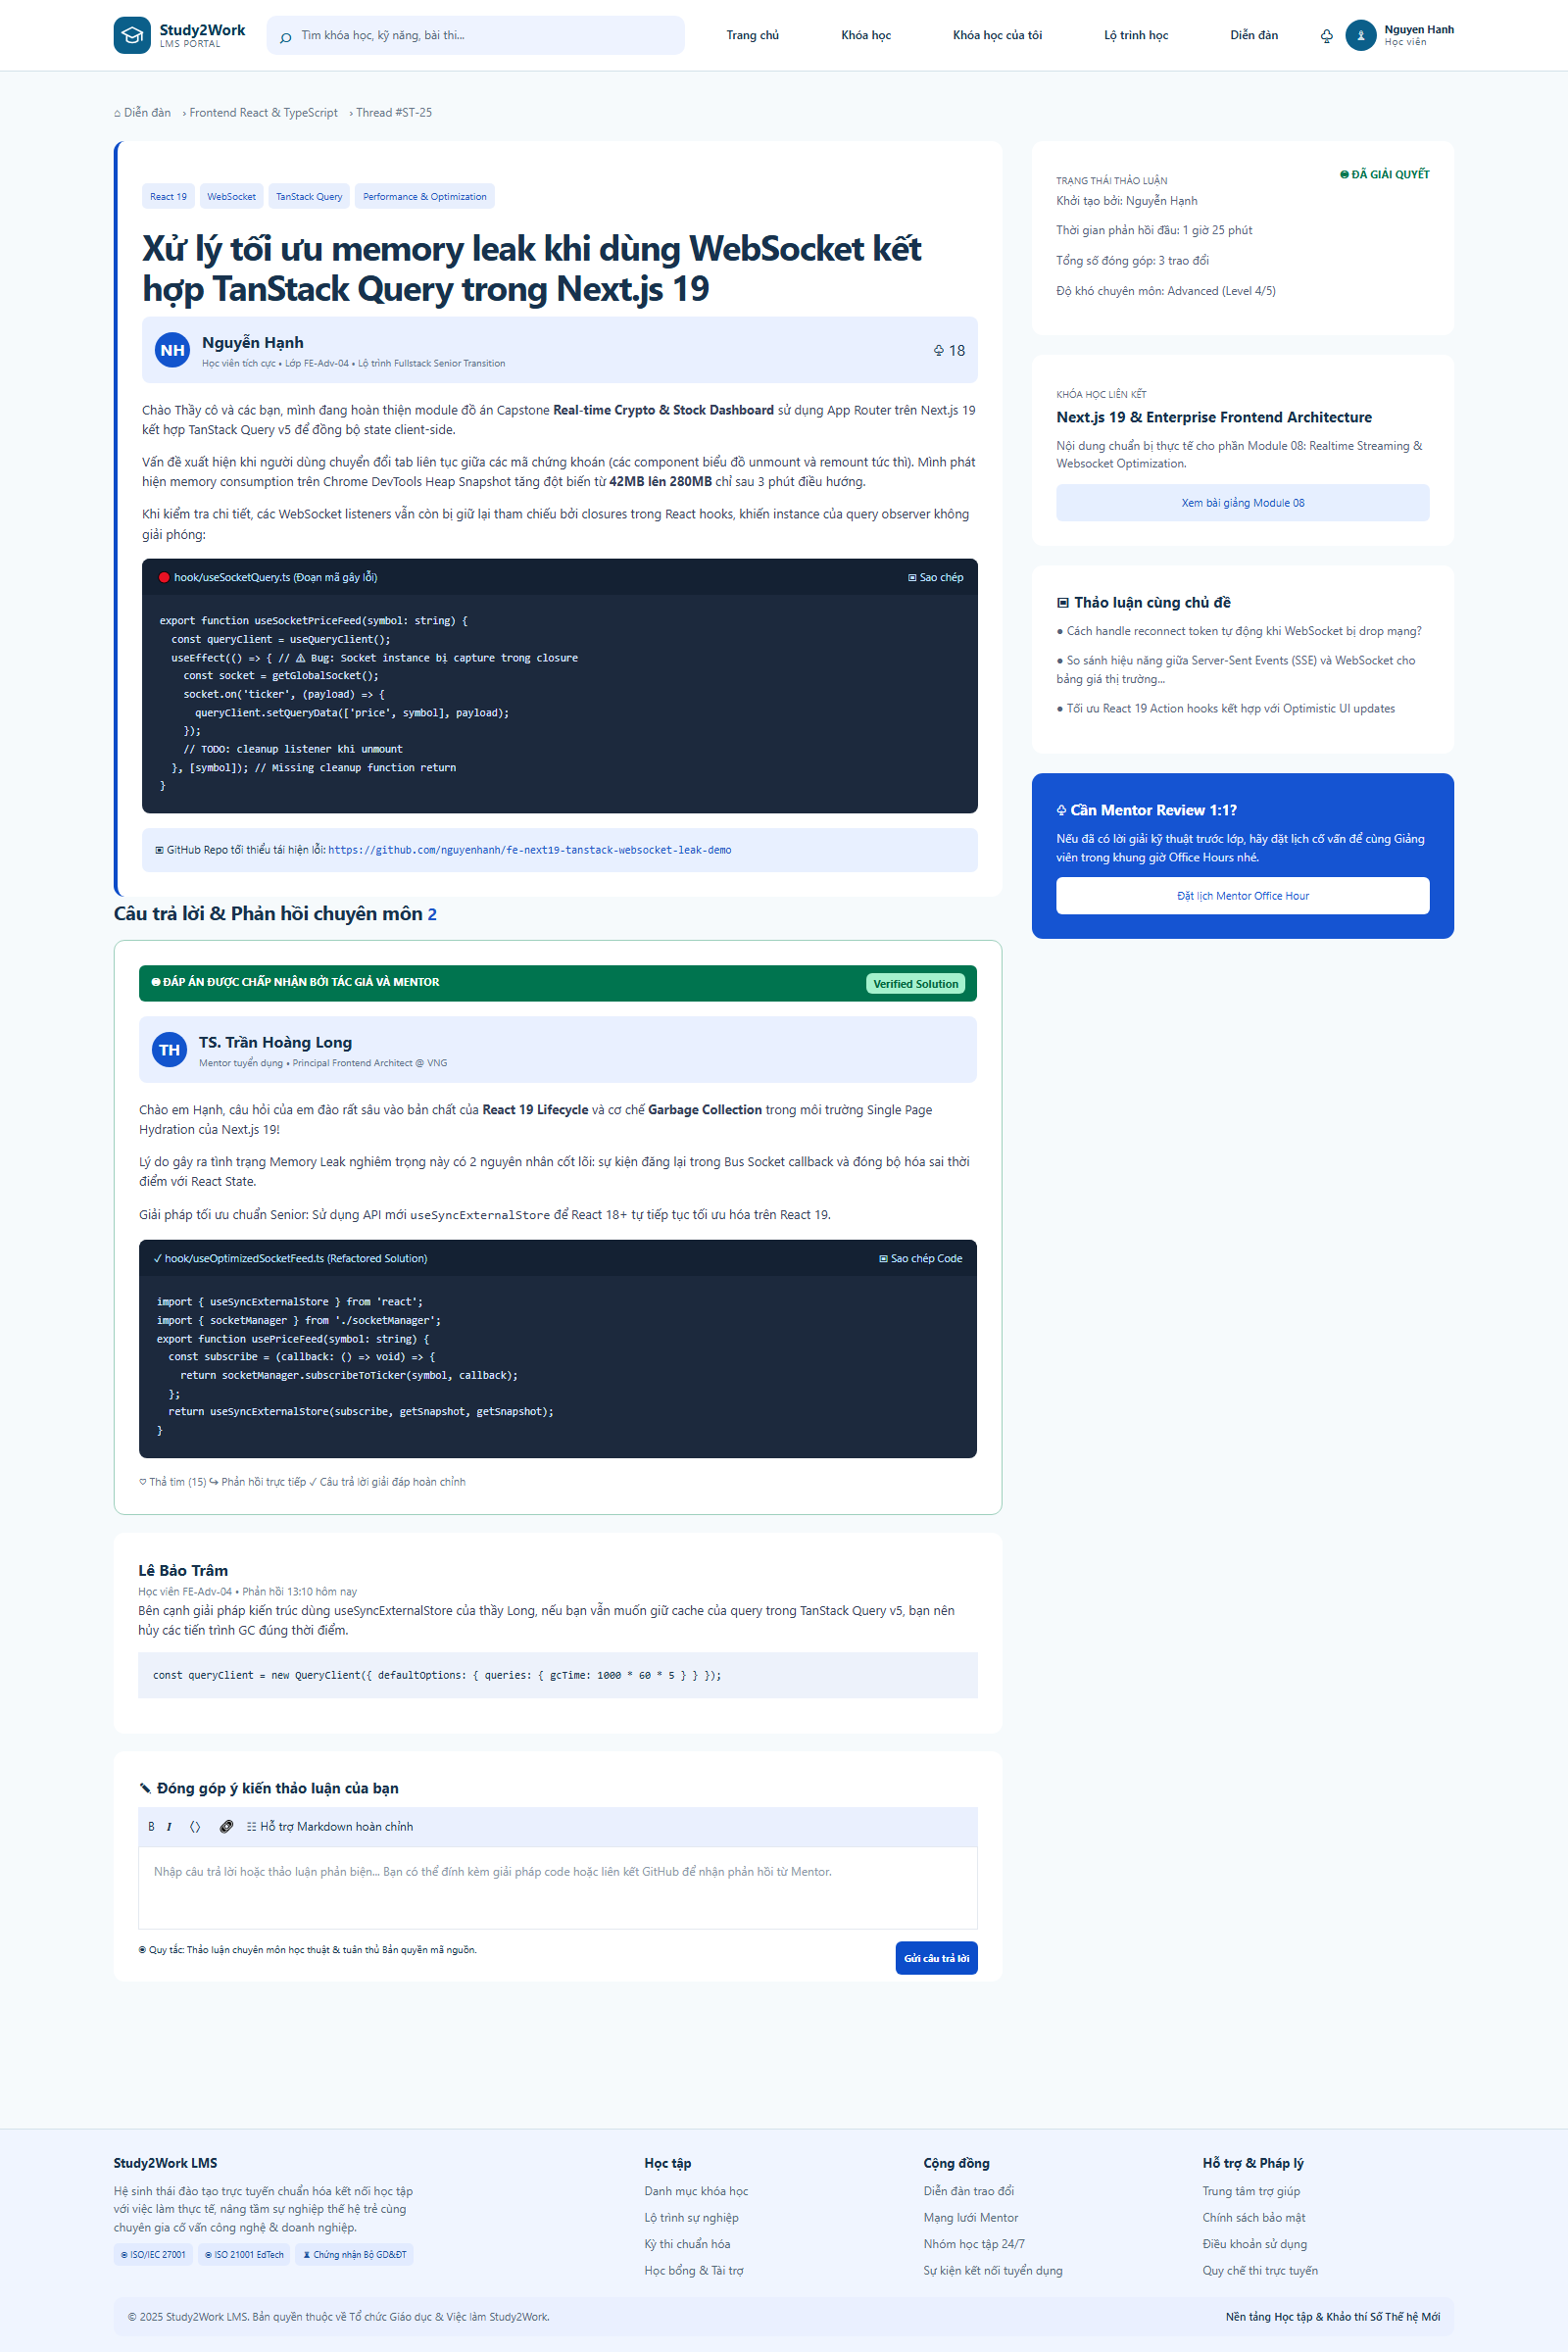 Study2Work
LMS PORTAL
Tìm khóa học, kỹ năng, bài thi...
Trang chủ
Khóa học
Khóa học của tôi
Lộ trình học
Diễn đàn
Nguyen Hanh
Học viên
Diễn đàn › Frontend React & TypeScript › Thread #ST-25
React 19
WebSocket
TanStack Query
Performance & Optimization
Xử lý tối ưu memory leak khi dùng WebSocket kết
hợp TanStack Query trong Next.js 19
NH
Nguyễn Hạnh
Học viên tích cực • Lớp FE-Adv-04 • Lộ trình Fullstack Senior Transition
18
Chào Thầy cô và các bạn, mình đang hoàn thiện module đồ án Capstone Real-time Crypto & Stock Dashboard sử dụng App Router trên Next.js 19
kết hợp TanStack Query v5 để đồng bộ state client-side.
Vấn đề xuất hiện khi người dùng chuyển đổi tab liên tục giữa các mã chứng khoán (các component biểu đồ unmount và remount tức thì). Mình phát
hiện memory consumption trên Chrome DevTools Heap Snapshot tăng đột biến từ 42MB lên 280MB chỉ sau 3 phút điều hướng.
Khi kiểm tra chi tiết, các WebSocket listeners vẫn còn bị giữ lại tham chiếu bởi closures trong React hooks, khiến instance của query observer không
giải phóng:
hook/useSocketQuery.ts (Đoạn mã gây lỗi)
Sao chép
export function useSocketPriceFeed(symbol: string) {
const queryClient = useQueryClient();
useEffect(() => { // ⚠ Bug: Socket instance bị capture trong closure
const socket = getGlobalSocket();
socket.on('ticker', (payload) => {
queryClient.setQueryData(['price', symbol], payload);
});
// TODO: cleanup listener khi unmount
}, [symbol]); // Missing cleanup function return
}
GitHub Repo tối thiểu tái hiện lỗi: https://github.com/nguyenhanh/fe-next19-tanstack-websocket-leak-demo
Câu trả lời & Phản hồi chuyên môn 2
ĐÁP ÁN ĐƯỢC CHẤP NHẬN BỞI TÁC GIẢ VÀ MENTOR
Verified Solution
TH
TS. Trần Hoàng Long
Mentor tuyển dụng • Principal Frontend Architect @ VNG
Chào em Hạnh, câu hỏi của em đào rất sâu vào bản chất của React 19 Lifecycle và cơ chế Garbage Collection trong môi trường Single Page
Hydration của Next.js 19!
Lý do gây ra tình trạng Memory Leak nghiêm trọng này có 2 nguyên nhân cốt lõi: sự kiện đăng lại trong Bus Socket callback và đóng bộ hóa sai thời
điểm với React State.
Giải pháp tối ưu chuẩn Senior: Sử dụng API mới useSyncExternalStore để React 18+ tự tiếp tục tối ưu hóa trên React 19.
✓ hook/useOptimizedSocketFeed.ts (Refactored Solution)
Sao chép Code
import { useSyncExternalStore } from 'react';
import { socketManager } from './socketManager';
export function usePriceFeed(symbol: string) {
const subscribe = (callback: () => void) => {
return socketManager.subscribeToTicker(symbol, callback);
};
return useSyncExternalStore(subscribe, getSnapshot, getSnapshot);
}
♡ Thả tim (15) ↪ Phản hồi trực tiếp ✓ Câu trả lời giải đáp hoàn chỉnh
Lê Bảo Trâm
Học viên FE-Adv-04 • Phản hồi 13:10 hôm nay
Bên cạnh giải pháp kiến trúc dùng useSyncExternalStore của thầy Long, nếu bạn vẫn muốn giữ cache của query trong TanStack Query v5, bạn nên
hủy các tiến trình GC đúng thời điểm.
const queryClient = new QueryClient({ defaultOptions: { queries: { gcTime: 1000 * 60 * 5 } } });
Đóng góp ý kiến thảo luận của bạn
B I 〈〉 Hỗ trợ Markdown hoàn chỉnh
Nhập câu trả lời hoặc thảo luận phản biện... Bạn có thể đính kèm giải pháp code hoặc liên kết GitHub để nhận phản hồi từ Mentor.
Quy tắc: Thảo luận chuyên môn học thuật & tuân thủ Bản quyền mã nguồn.
Gửi câu trả lời
ĐÃ GIẢI QUYẾT
TRẠNG THÁI THẢO LUẬN
Khởi tạo bởi: Nguyễn Hạnh
Thời gian phản hồi đầu: 1 giờ 25 phút
Tổng số đóng góp: 3 trao đổi
Độ khó chuyên môn: Advanced (Level 4/5)
KHÓA HỌC LIÊN KẾT
Next.js 19 & Enterprise Frontend Architecture
Nội dung chuẩn bị thực tế cho phần Module 08: Realtime Streaming &
Websocket Optimization.
Xem bài giảng Module 08
Thảo luận cùng chủ đề
● Cách handle reconnect token tự động khi WebSocket bị drop mạng?
● So sánh hiệu năng giữa Server-Sent Events (SSE) và WebSocket cho
bảng giá thị trường...
● Tối ưu React 19 Action hooks kết hợp với Optimistic UI updates
Cần Mentor Review 1:1?
Nếu đã có lời giải kỹ thuật trước lớp, hãy đặt lịch cố vấn để cùng Giảng
viên trong khung giờ Office Hours nhé.
Đặt lịch Mentor Office Hour
Study2Work LMS
Hệ sinh thái đào tạo trực tuyến chuẩn hóa kết nối học tập
với việc làm thực tế, nâng tầm sự nghiệp thế hệ trẻ cùng
chuyên gia cố vấn công nghệ & doanh nghiệp.
ISO/IEC 27001
ISO 21001 EdTech
Chứng nhận Bộ GD&ĐT
Học tập
Danh mục khóa học
Lộ trình sự nghiệp
Kỳ thi chuẩn hóa
Học bổng & Tài trợ
Cộng đồng
Diễn đàn trao đổi
Mạng lưới Mentor
Nhóm học tập 24/7
Sự kiện kết nối tuyển dụng
Hỗ trợ & Pháp lý
Trung tâm trợ giúp
Chính sách bảo mật
Điều khoản sử dụng
Quy chế thi trực tuyến
© 2025 Study2Work LMS. Bản quyền thuộc về Tổ chức Giáo dục & Việc làm Study2Work.
Nền tảng Học tập & Khảo thí Số Thế hệ Mới